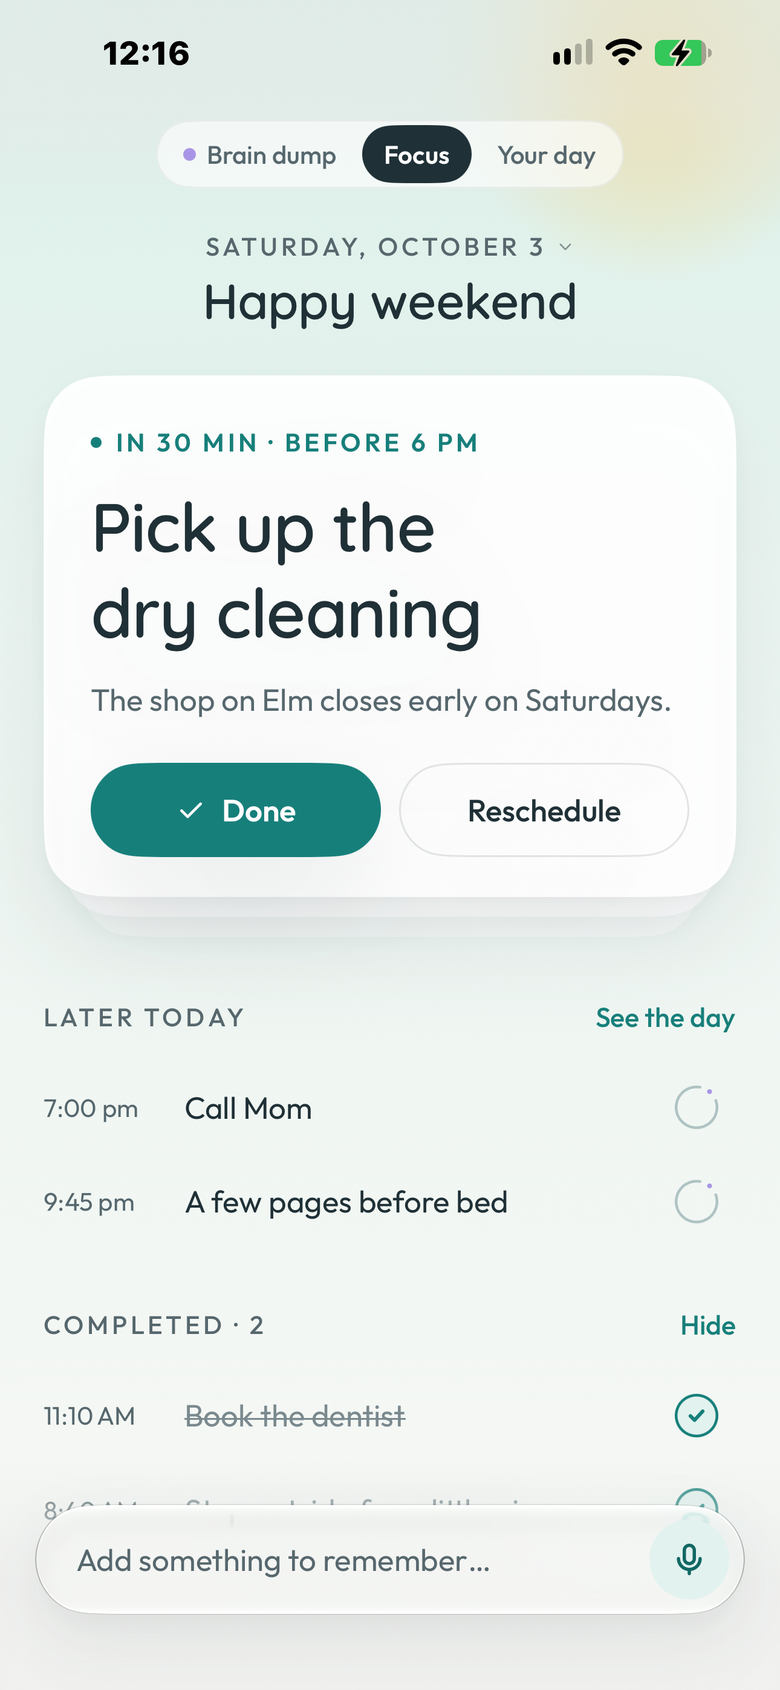 12:16
Brain dump Focus Your day
SATURDAY, OCTOBER 3
Happy weekend
IN 30 MIN · BEFORE 6 PM
Pick up the
dry cleaning
The shop on Elm closes early on Saturdays.
Done Reschedule
LATER TODAY See the day
7:00 pm Call Mom
9:45 pm A few pages before bed
COMPLETED · 2 Hide
11:10 AM Book the dentist
Add something to remember...